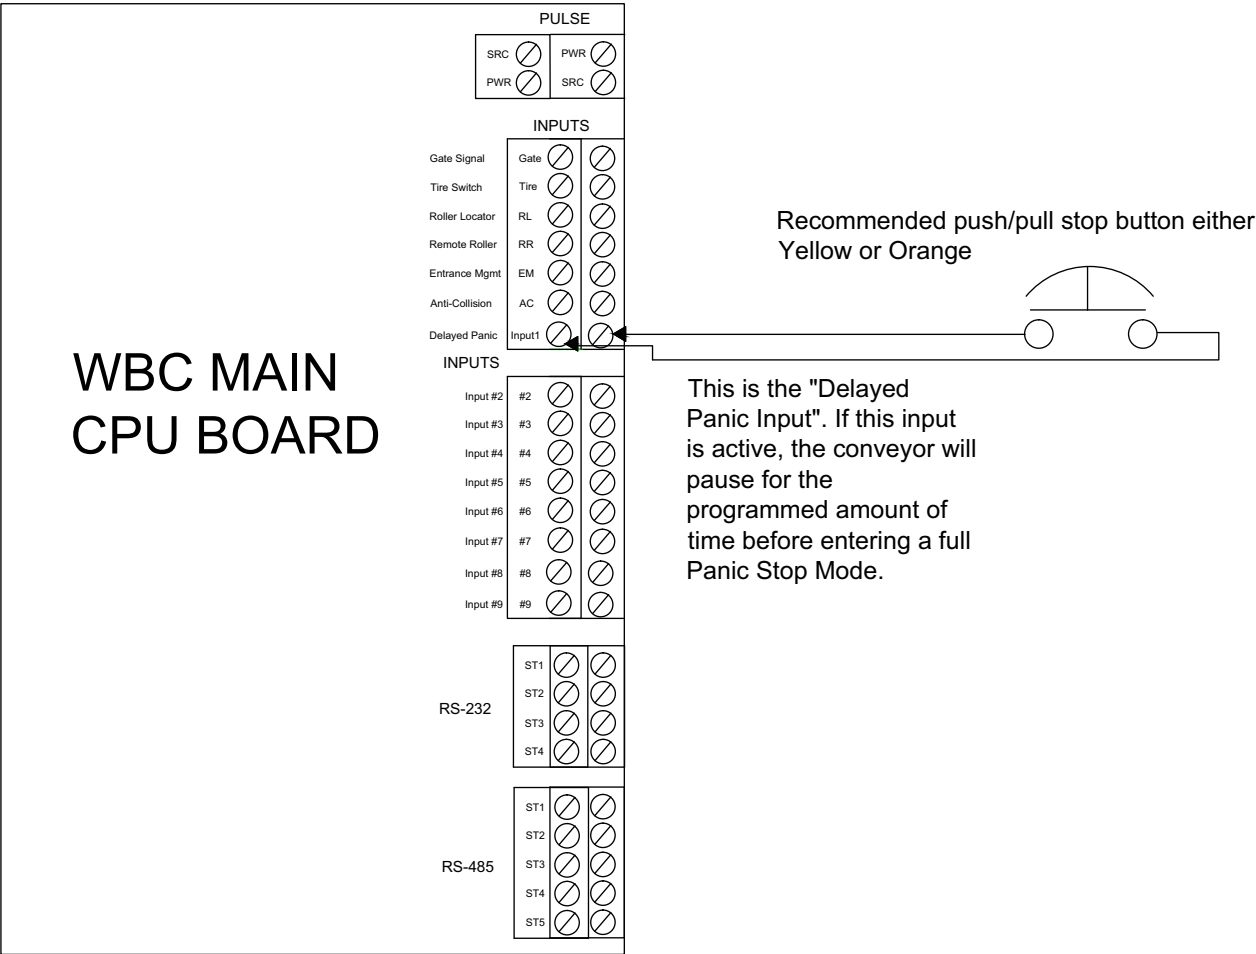 PULSE
SRC PWR
PWR SRC
INPUTS
Gate Signal Gate
Tire Switch Tire
Roller Locator RL
Remote Roller RR
Entrance Mgmt EM
Anti-Collision AC
Delayed Panic Input1
INPUTS
Input #2 #2
Input #3 #3
Input #4 #4
Input #5 #5
Input #6 #6
Input #7 #7
Input #8 #8
Input #9 #9
RS-232
ST1
ST2
ST3
ST4
RS-485
ST1
ST2
ST3
ST4
ST5
WBC MAIN
CPU BOARD
Recommended push/pull stop button either
Yellow or Orange
This is the "Delayed
Panic Input". If this input
is active, the conveyor will
pause for the
programmed amount of
time before entering a full
Panic Stop Mode.